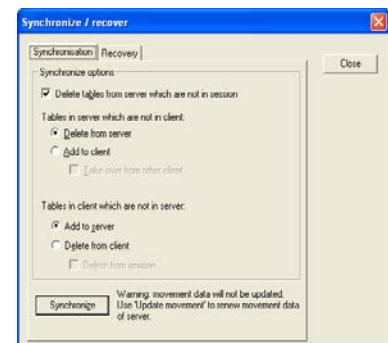 Synchronize / recover
Synchronisation
Recovery
Close
Synchronize options
Delete tables from server which are not in session
Tables in server which are not in client:
Delete from server
Add to client
Take over from other client
Tables in client which are not in server:
Add to server
Delete from client
Delete from session
Synchronize
Warning: movement data will not be updated.
Use 'Update movement' to renew movement data
of server.